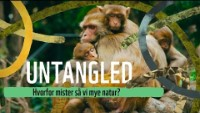 UNTANGLED
Hvorfor mister så vi mye natur?